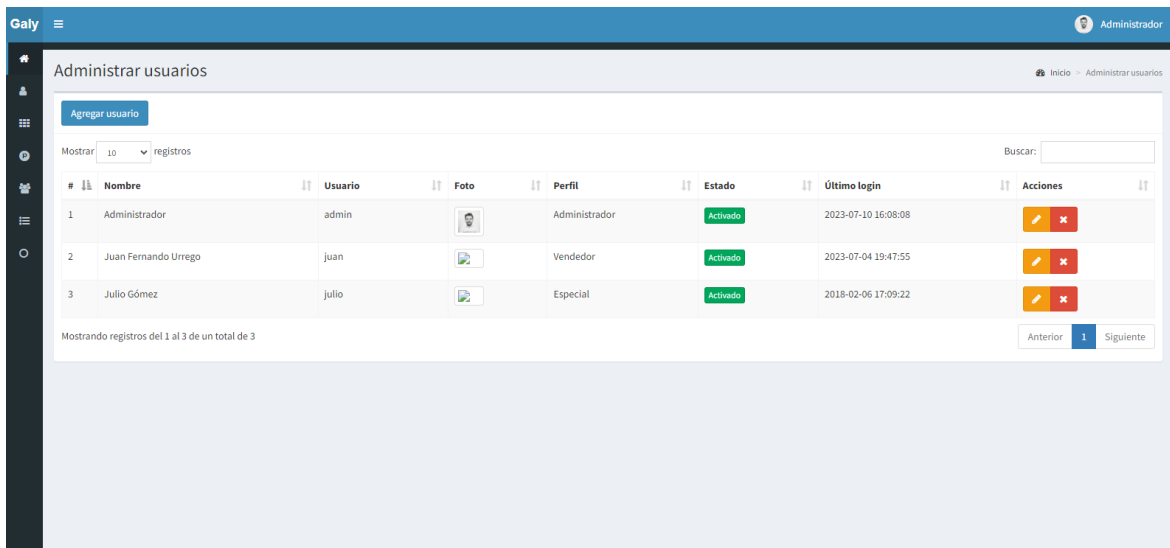 Galy Administrador
Administrar usuarios Inicio > Administrar usuarios
Agregar usuario
Mostrar 10 registros Buscar:
# Nombre Usuario Foto Perfil Estado Último login Acciones
1 Administrador admin Administrador Activado 2023-07-10 16:08:08
2 Juan Fernando Urrego juan Vendedor Activado 2023-07-04 19:47:55
3 Julio Gómez julio Especial Activado 2018-02-06 17:09:22
Mostrando registros del 1 al 3 de un total de 3 Anterior 1 Siguiente